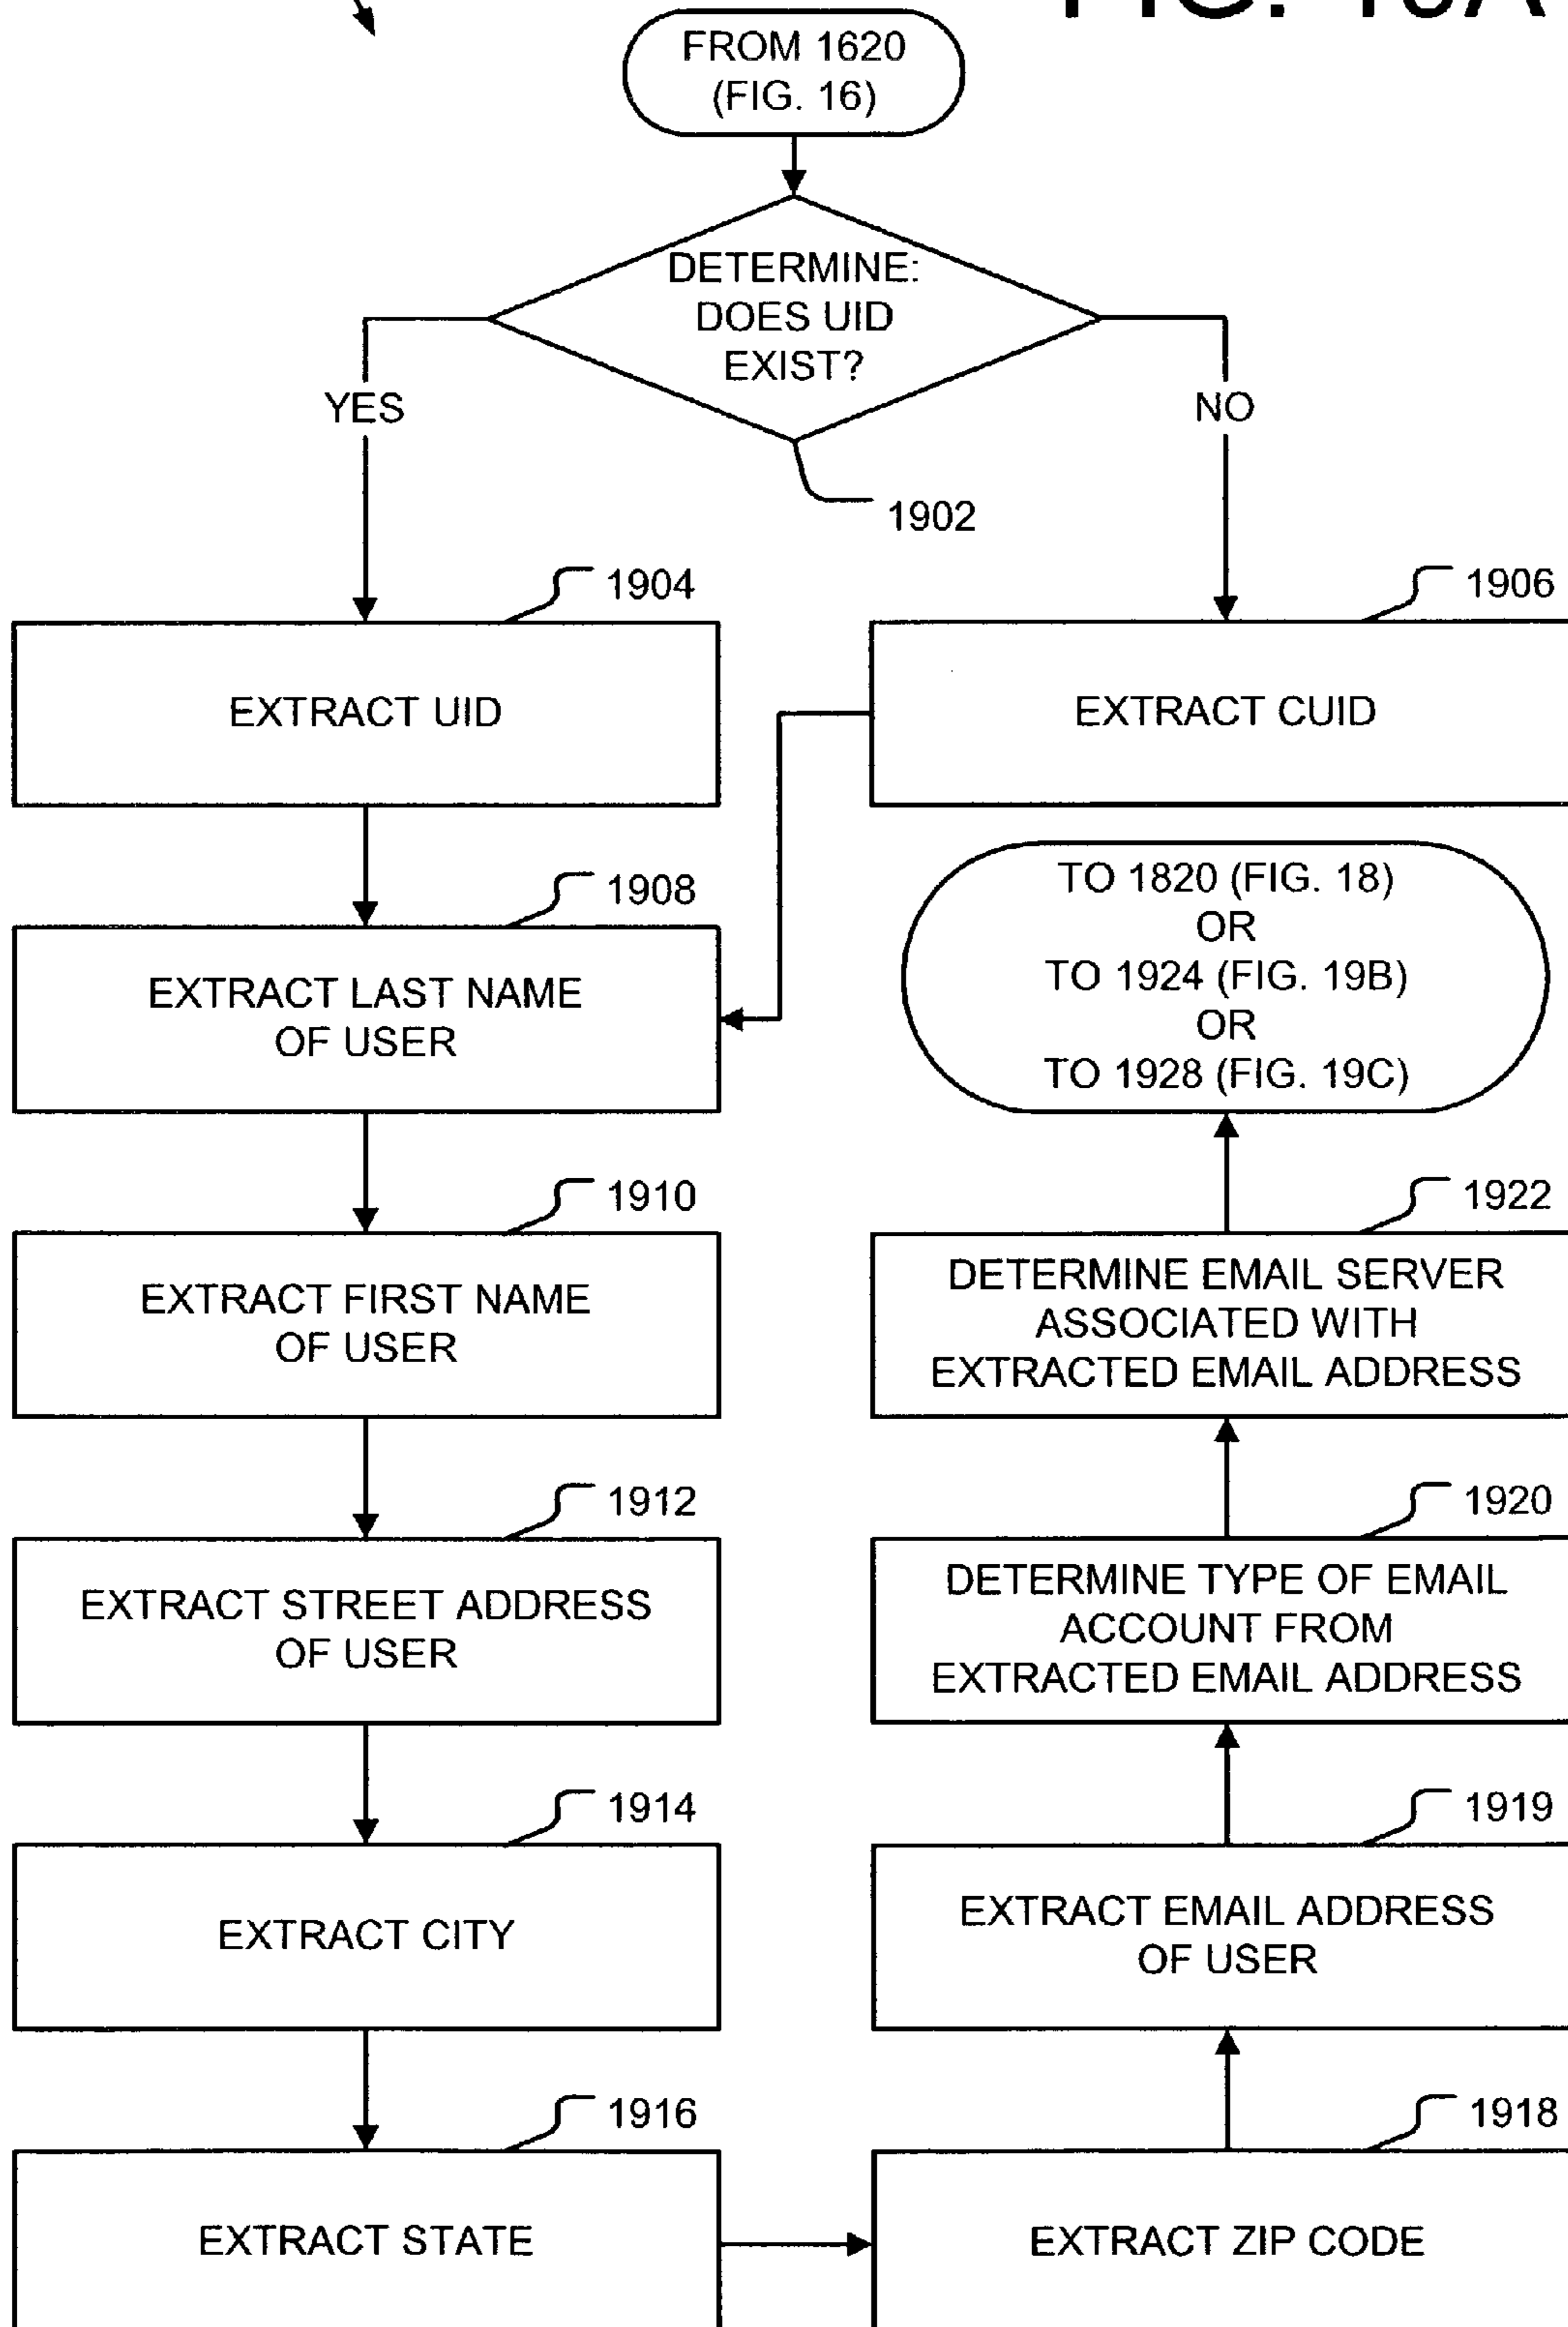 FROM 1620
(FIG. 16)
DETERMINE:
DOES UID
EXIST?
YES
NO
1902
1904
EXTRACT UID
1906
EXTRACT CUID
1908
EXTRACT LAST NAME
OF USER
TO 1820 (FIG. 18)
OR
TO 1924 (FIG. 19B)
OR
TO 1928 (FIG. 19C)
1910
EXTRACT FIRST NAME
OF USER
1922
DETERMINE EMAIL SERVER
ASSOCIATED WITH
EXTRACTED EMAIL ADDRESS
1912
EXTRACT STREET ADDRESS
OF USER
1920
DETERMINE TYPE OF EMAIL
ACCOUNT FROM
EXTRACTED EMAIL ADDRESS
1914
EXTRACT CITY
1919
EXTRACT EMAIL ADDRESS
OF USER
1916
EXTRACT STATE
1918
EXTRACT ZIP CODE